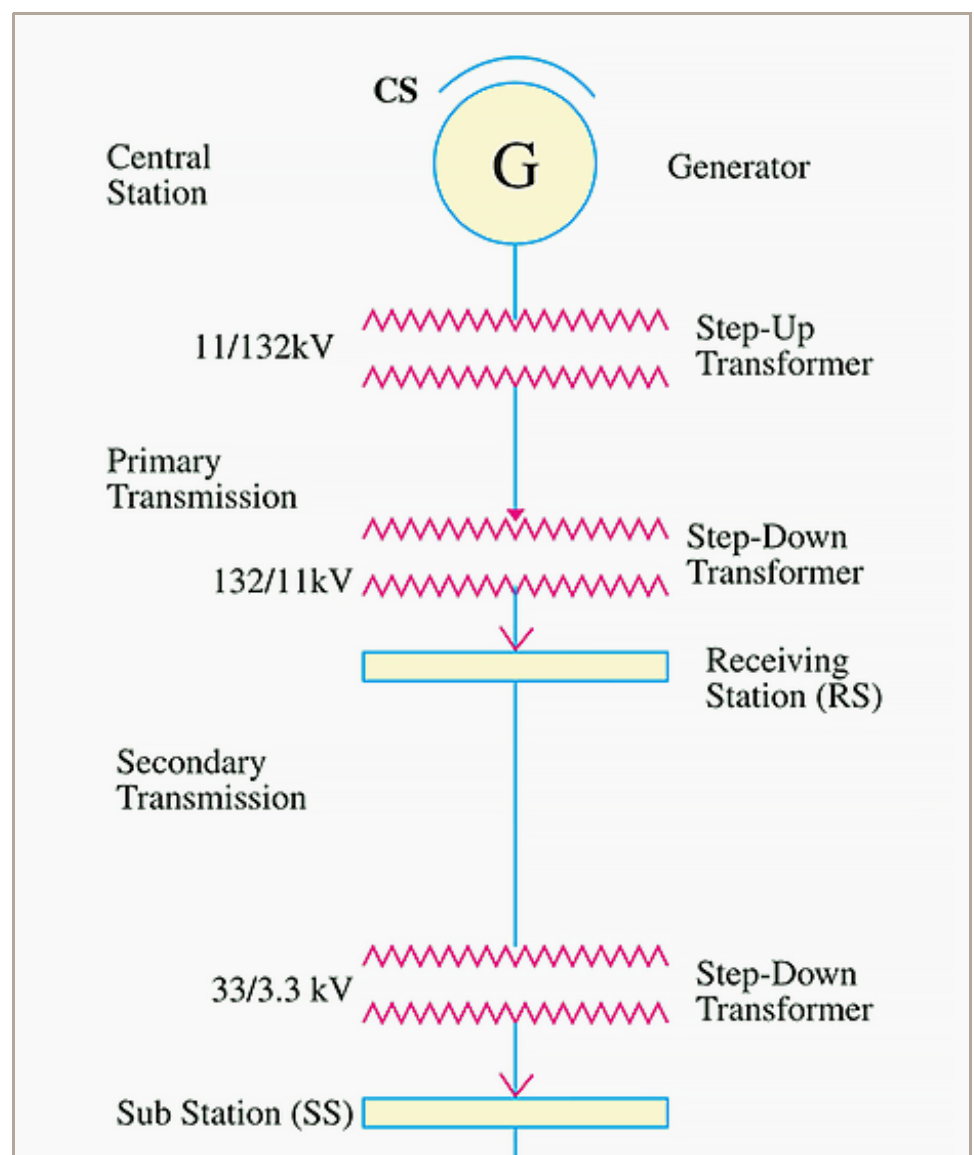 CS
Central
Station
G
Generator
11/132kV
Step-Up
Transformer
Primary
Transmission
132/11kV
Step-Down
Transformer
Receiving
Station (RS)
Secondary
Transmission
33/3.3 kV
Step-Down
Transformer
Sub Station (SS)